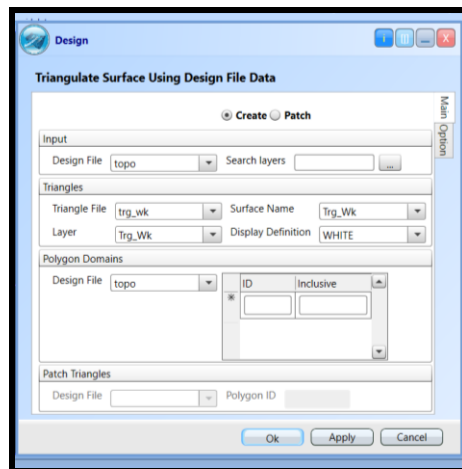 Design
Triangulate Surface Using Design File Data
Create Patch
Main
Option
Input
Design File topo Search layers ...
Triangles
Triangle File trg_wk Surface Name Trg_Wk
Layer Trg_Wk Display Definition WHITE
Polygon Domains
Design File topo ID Inclusive
Patch Triangles
Design File Polygon ID
Ok Apply Cancel